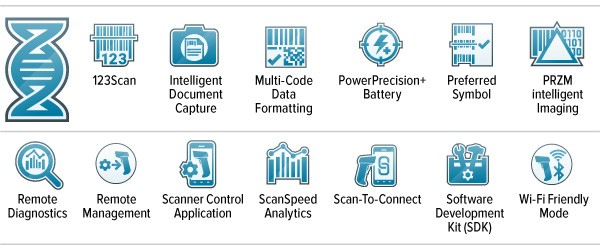 123
123Scan
Intelligent
Document
Capture
Multi-Code
Data
Formatting
PowerPrecision+
Battery
Preferred
Symbol
PRZM
intelligent
Imaging
Remote
Diagnostics
Remote
Management
Scanner Control
Application
ScanSpeed
Analytics
Scan-To-Connect
Software
Development
Kit (SDK)
Wi-Fi Friendly
Mode